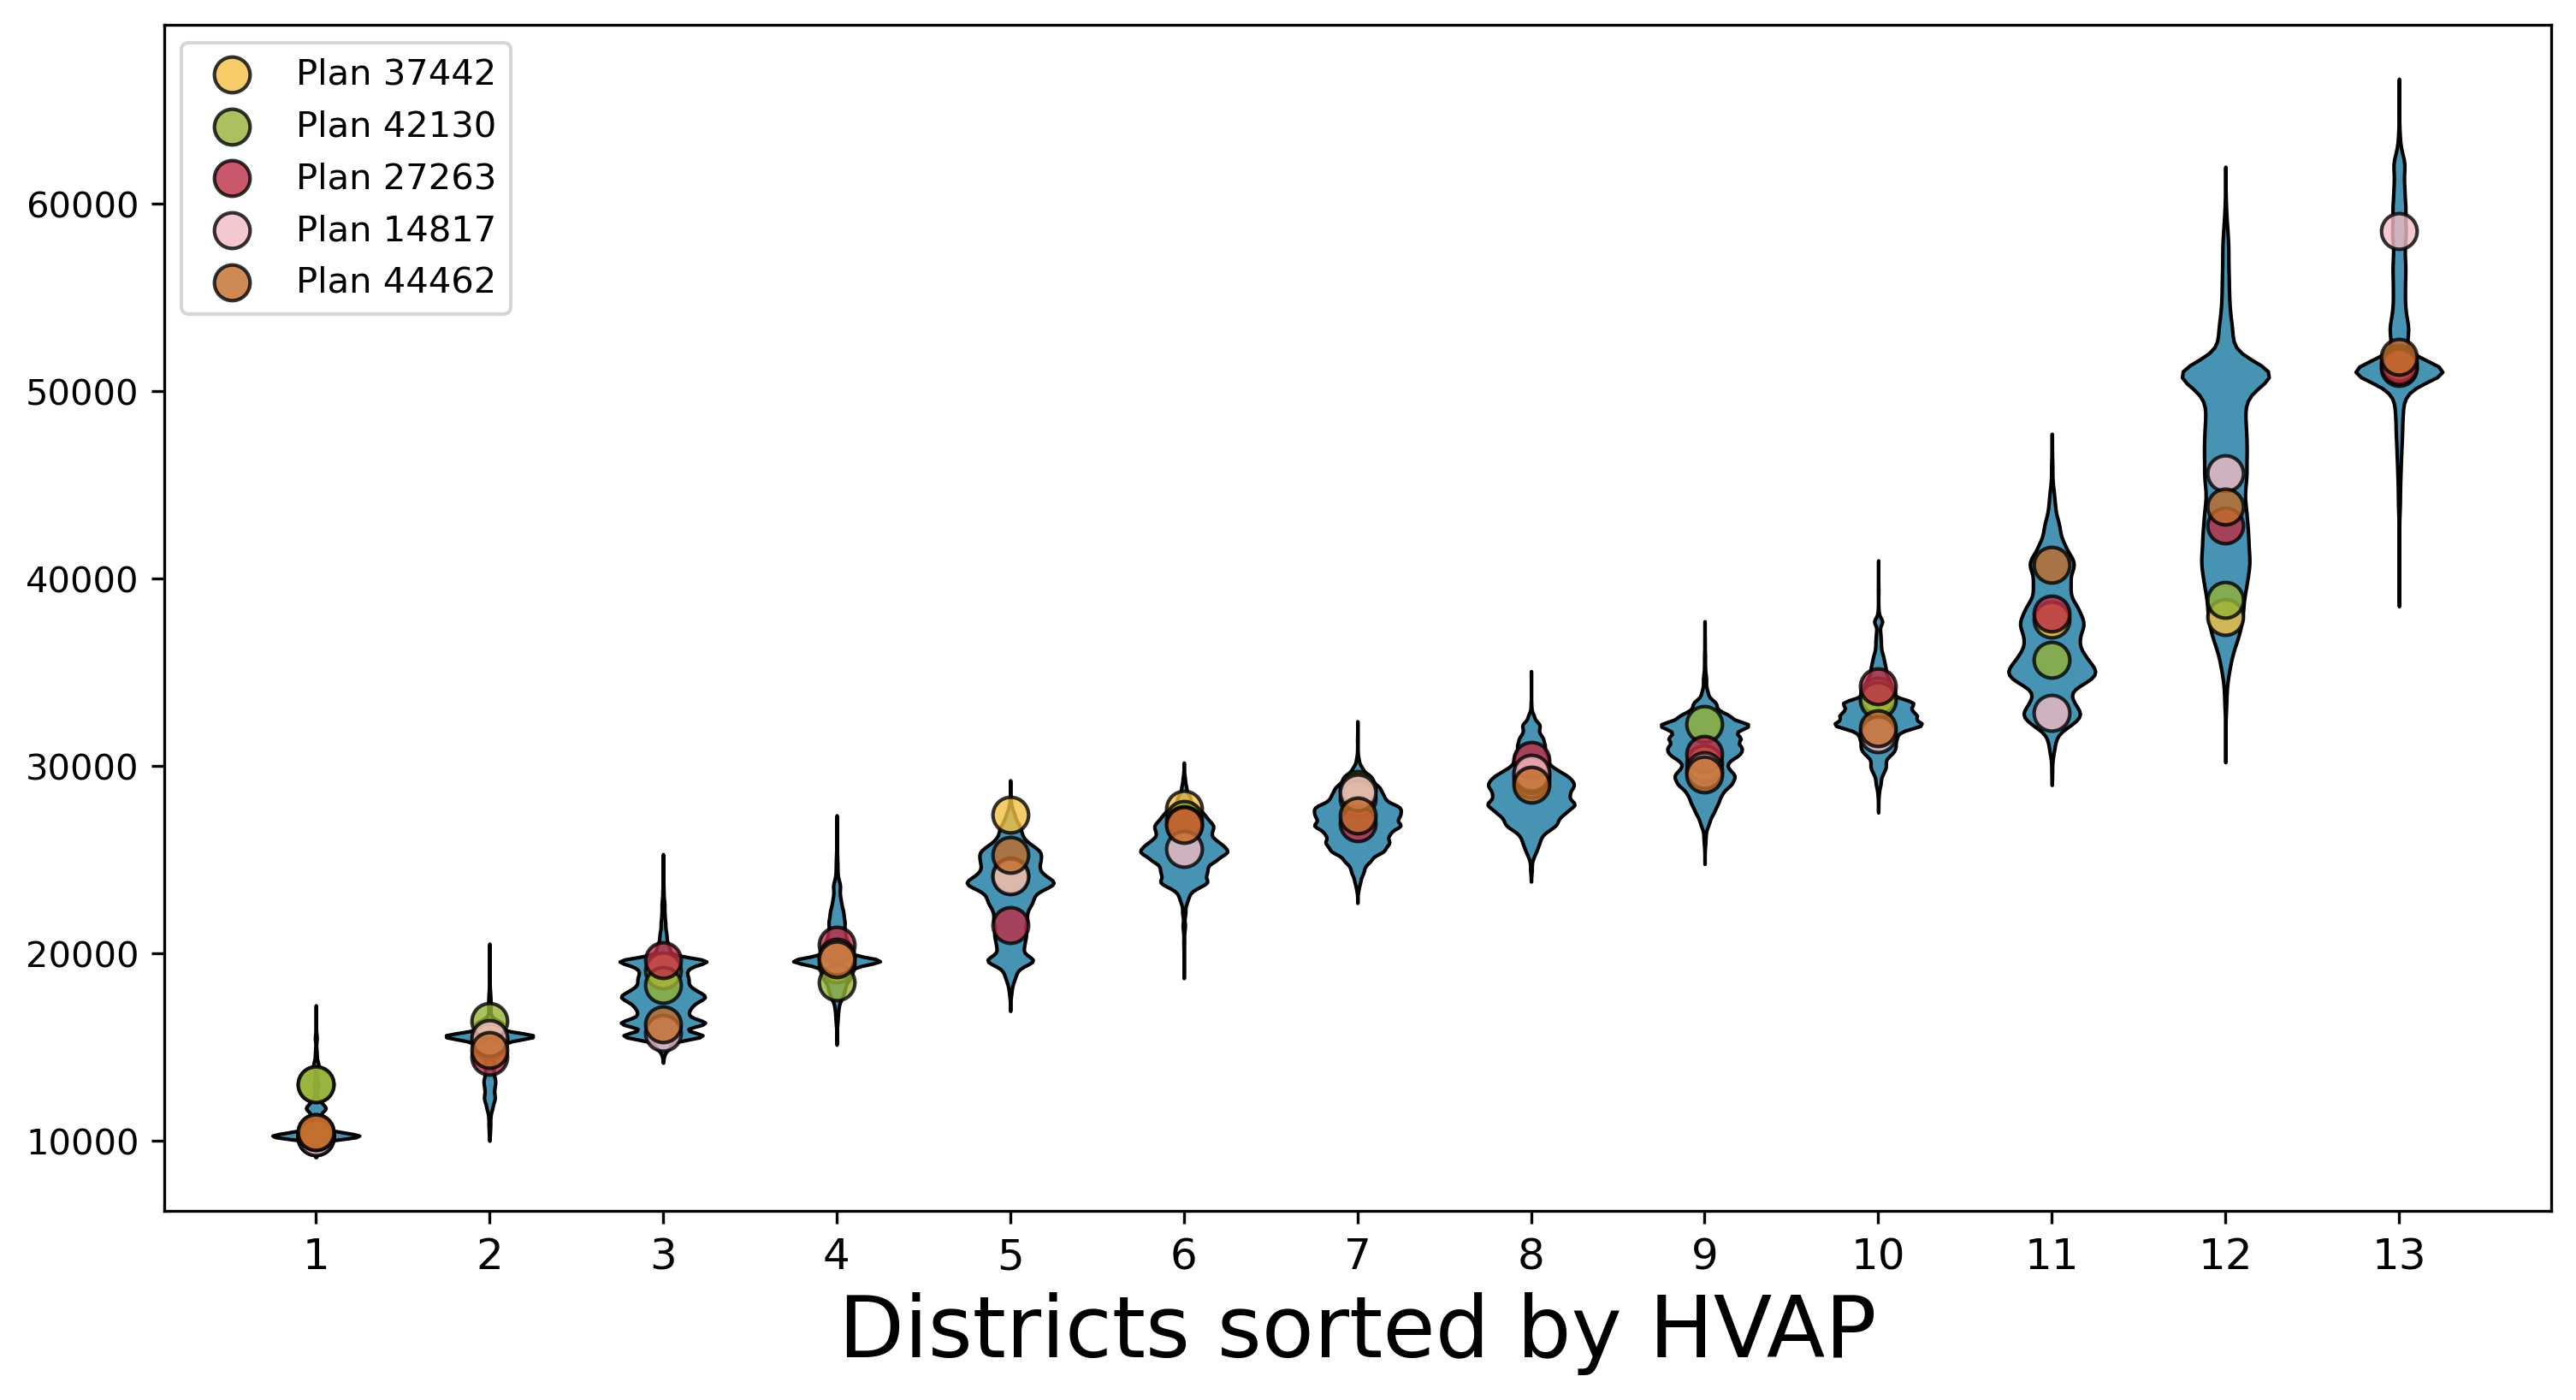 Plan 37442
Plan 42130
Plan 27263
Plan 14817
Plan 44462
60000
50000
40000
30000
20000
10000
1 2 3 4 5 6 7 8 9 10 11 12 13
Districts sorted by HVAP